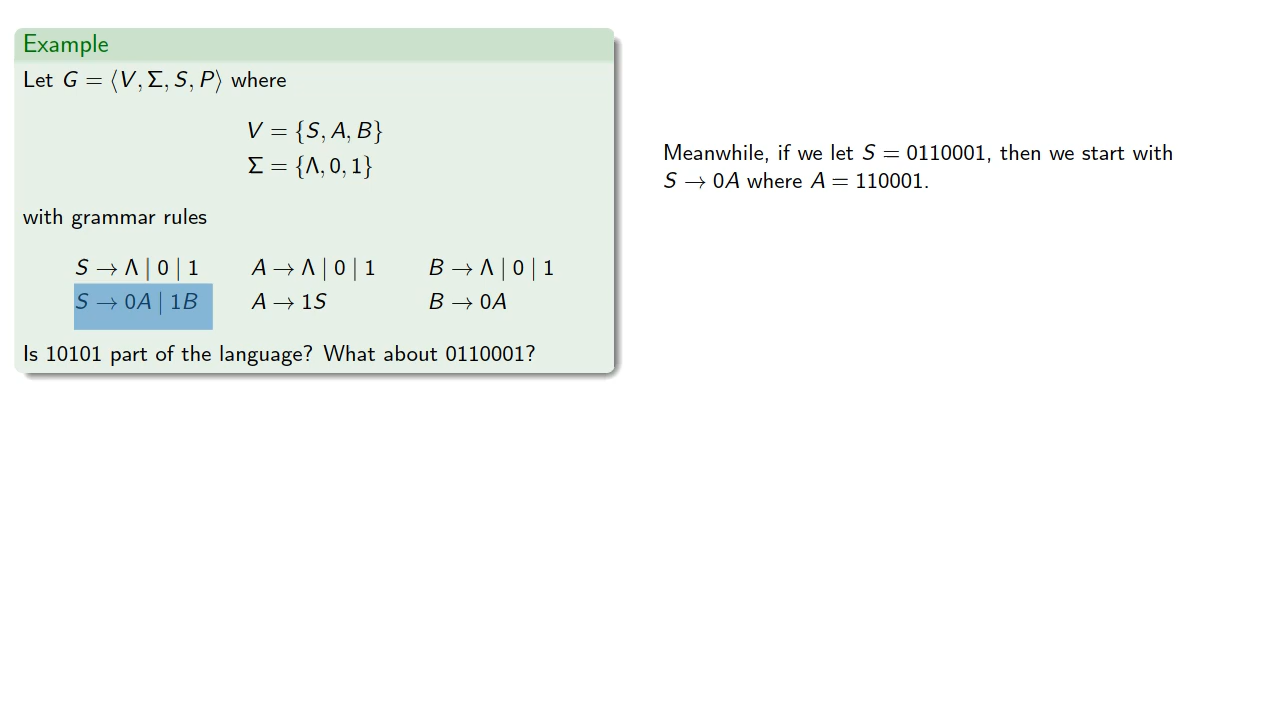 Example
Let G = ⟨V, Σ, S, P⟩ where
V = {S, A, B}
Σ = {Λ, 0, 1}
with grammar rules
S → Λ | 0 | 1 A → Λ | 0 | 1 B → Λ | 0 | 1
S → 0A | 1B A → 1S B → 0A
Is 10101 part of the language? What about 0110001?
Meanwhile, if we let S = 0110001, then we start with
S → 0A where A = 110001.